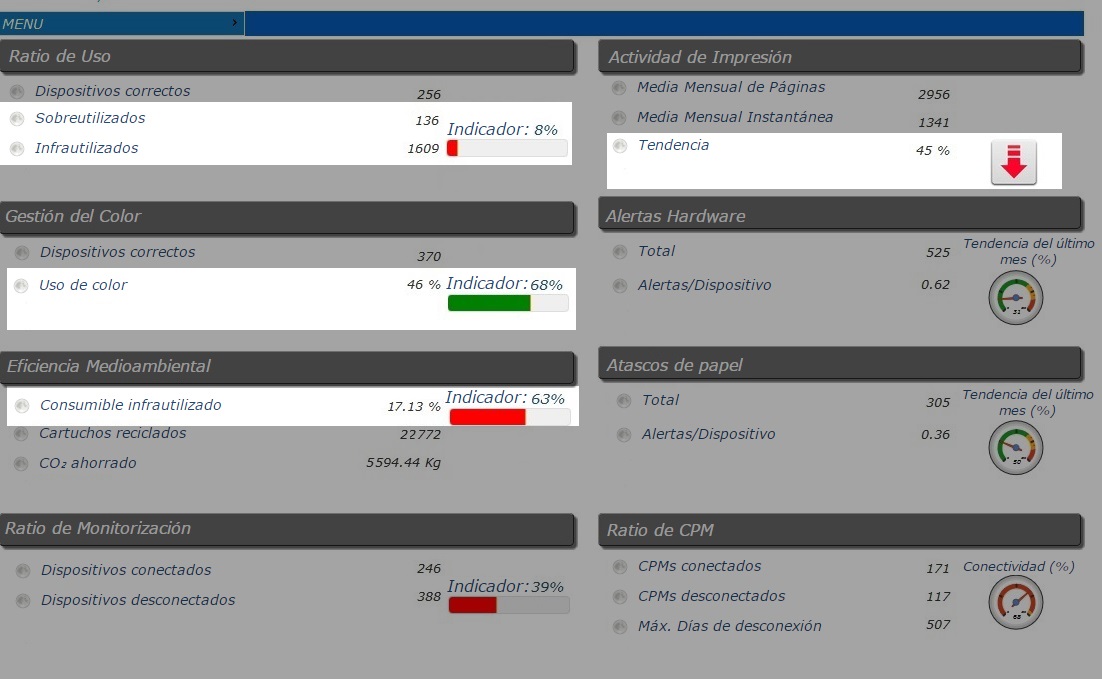 MENU ›
Ratio de Uso
Dispositivos correctos 256
Sobreutilizados 136
Indicador: 8%
Infrautilizados 1609
Gestión del Color
Dispositivos correctos 370
Uso de color 46 %
Indicador: 68%
Eficiencia Medioambiental
Consumible infrautilizado 17.13 %
Indicador: 63%
Cartuchos reciclados 22772
CO₂ ahorrado 5594.44 Kg
Ratio de Monitorización
Dispositivos conectados 246
Indicador: 39%
Dispositivos desconectados 388
Actividad de Impresión
Media Mensual de Páginas 2956
Media Mensual Instantánea 1341
Tendencia 45 %
Alertas Hardware
Total 525
Alertas/Dispositivo 0.62
Tendencia del último
mes (%)
31
Atascos de papel
Total 305
Alertas/Dispositivo 0.36
Tendencia del último
mes (%)
50
Ratio de CPM
CPMs conectados 171
CPMs desconectados 117
Máx. Días de desconexión 507
Conectividad (%)
68